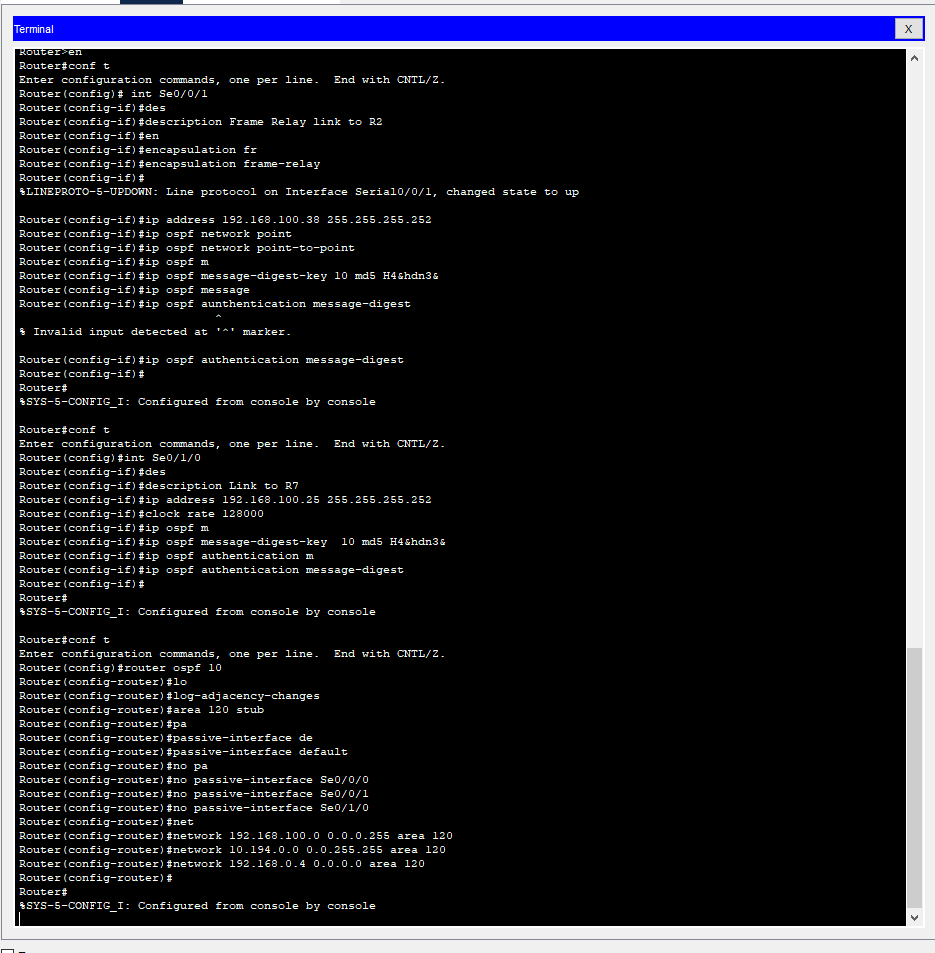 Terminal
X
Router>en
Router#conf t
Enter configuration commands, one per line.  End with CNTL/Z.
Router(config)# int Se0/0/1
Router(config-if)#des
Router(config-if)#description Frame Relay link to R2
Router(config-if)#en
Router(config-if)#encapsulation fr
Router(config-if)#encapsulation frame-relay
Router(config-if)#
%LINEPROTO-5-UPDOWN: Line protocol on Interface Serial0/0/1, changed state to up
Router(config-if)#ip address 192.168.100.38 255.255.255.252
Router(config-if)#ip ospf network point
Router(config-if)#ip ospf network point-to-point
Router(config-if)#ip ospf m
Router(config-if)#ip ospf message-digest-key 10 md5 H4&hdn3&
Router(config-if)#ip ospf message
Router(config-if)#ip ospf aunthentication message-digest
^
% Invalid input detected at '^' marker.
Router(config-if)#ip ospf authentication message-digest
Router(config-if)#
Router#
%SYS-5-CONFIG_I: Configured from console by console
Router#conf t
Enter configuration commands, one per line.  End with CNTL/Z.
Router(config)#int Se0/1/0
Router(config-if)#des
Router(config-if)#description Link to R7
Router(config-if)#ip address 192.168.100.25 255.255.255.252
Router(config-if)#clock rate 128000
Router(config-if)#ip ospf m
Router(config-if)#ip ospf message-digest-key  10 md5 H4&hdn3&
Router(config-if)#ip ospf authentication m
Router(config-if)#ip ospf authentication message-digest
Router(config-if)#
Router#
%SYS-5-CONFIG_I: Configured from console by console
Router#conf t
Enter configuration commands, one per line.  End with CNTL/Z.
Router(config)#router ospf 10
Router(config-router)#lo
Router(config-router)#log-adjacency-changes
Router(config-router)#area 120 stub
Router(config-router)#pa
Router(config-router)#passive-interface de
Router(config-router)#passive-interface default
Router(config-router)#no pa
Router(config-router)#no passive-interface Se0/0/0
Router(config-router)#no passive-interface Se0/0/1
Router(config-router)#no passive-interface Se0/1/0
Router(config-router)#net
Router(config-router)#network 192.168.100.0 0.0.0.255 area 120
Router(config-router)#network 10.194.0.0 0.0.255.255 area 120
Router(config-router)#network 192.168.0.4 0.0.0.0 area 120
Router(config-router)#
Router#
%SYS-5-CONFIG_I: Configured from console by console